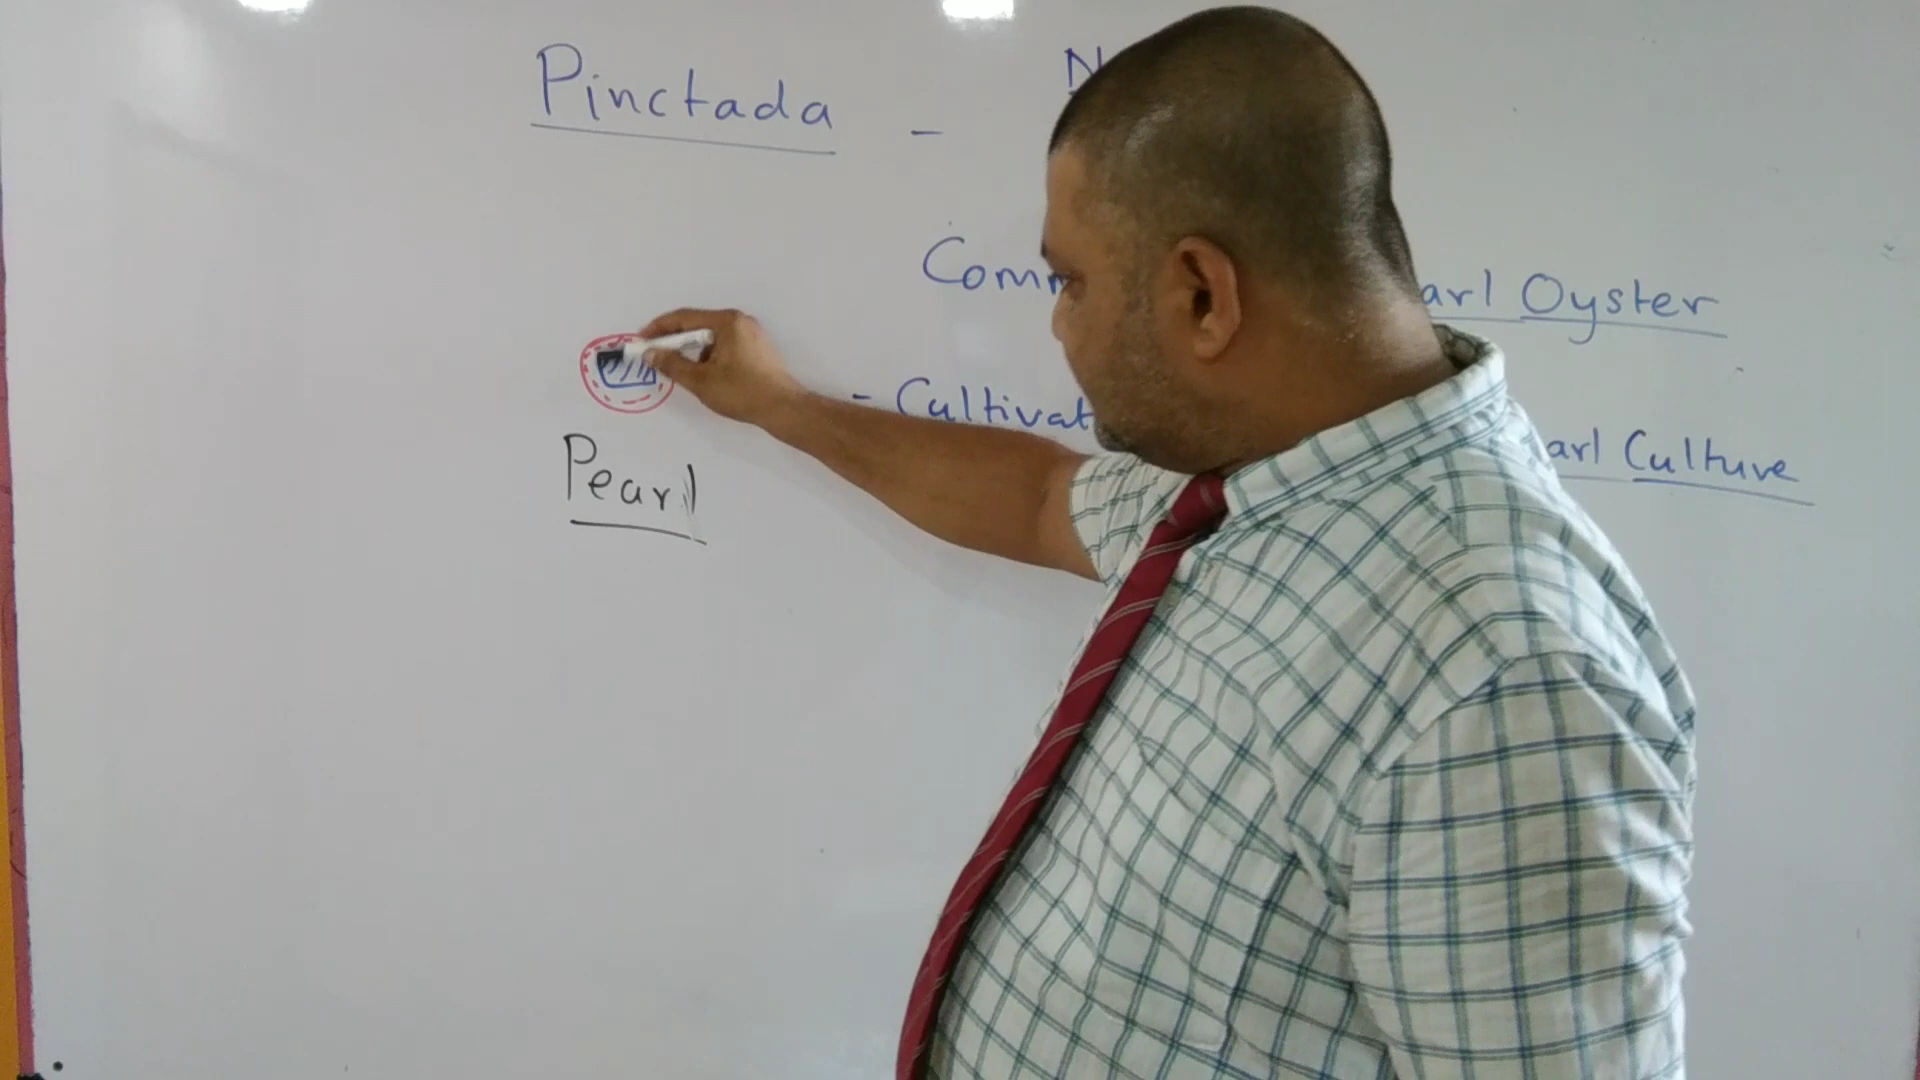 Pinctada - N
Comm arl Oyster
- Cultivat arl Culture
Pearl